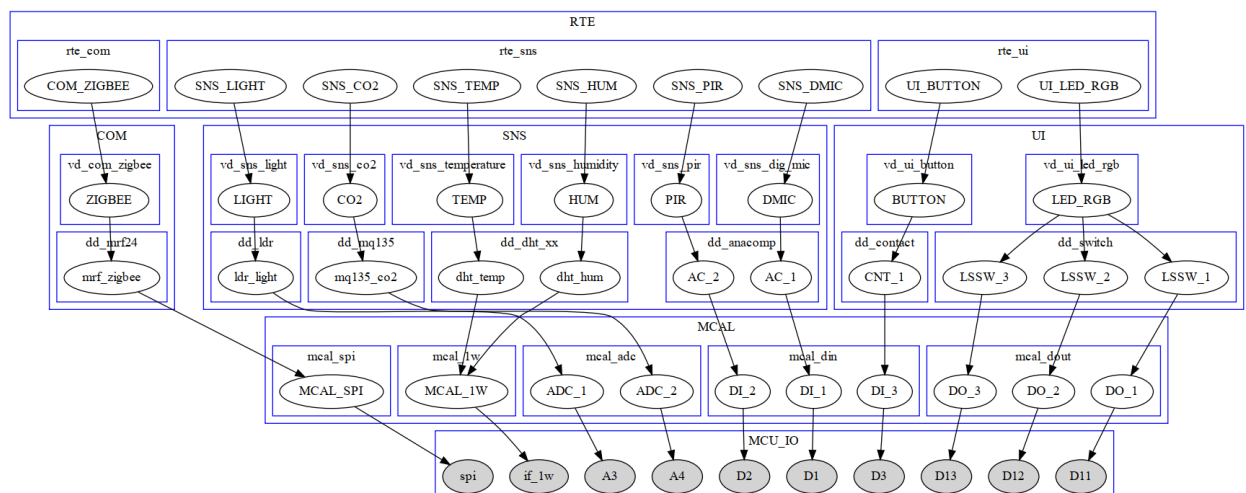 RTE
rte_com
rte_sns
rte_ui
COM_ZIGBEE
SNS_LIGHT
SNS_CO2
SNS_TEMP
SNS_HUM
SNS_PIR
SNS_DMIC
UI_BUTTON
UI_LED_RGB
COM
SNS
UI
vd_com_zigbee
vd_sns_light
vd_sns_co2
vd_sns_temperature
vd_sns_humidity
vd_sns_pir
vd_sns_dig_mic
vd_ui_button
vd_ui_led_rgb
ZIGBEE
LIGHT
CO2
TEMP
HUM
PIR
DMIC
BUTTON
LED_RGB
dd_mrf24
dd_ldr
dd_mq135
dd_dht_xx
dd_anacomp
dd_contact
dd_switch
mrf_zigbee
ldr_light
mq135_co2
dht_temp
dht_hum
AC_2
AC_1
CNT_1
LSSW_3
LSSW_2
LSSW_1
MCAL
mcal_spi
mcal_1w
mcal_adc
mcal_din
mcal_dout
MCAL_SPI
MCAL_1W
ADC_1
ADC_2
DI_2
DI_1
DI_3
DO_3
DO_2
DO_1
MCU_IO
spi
if_1w
A3
A4
D2
D1
D3
D13
D12
D11